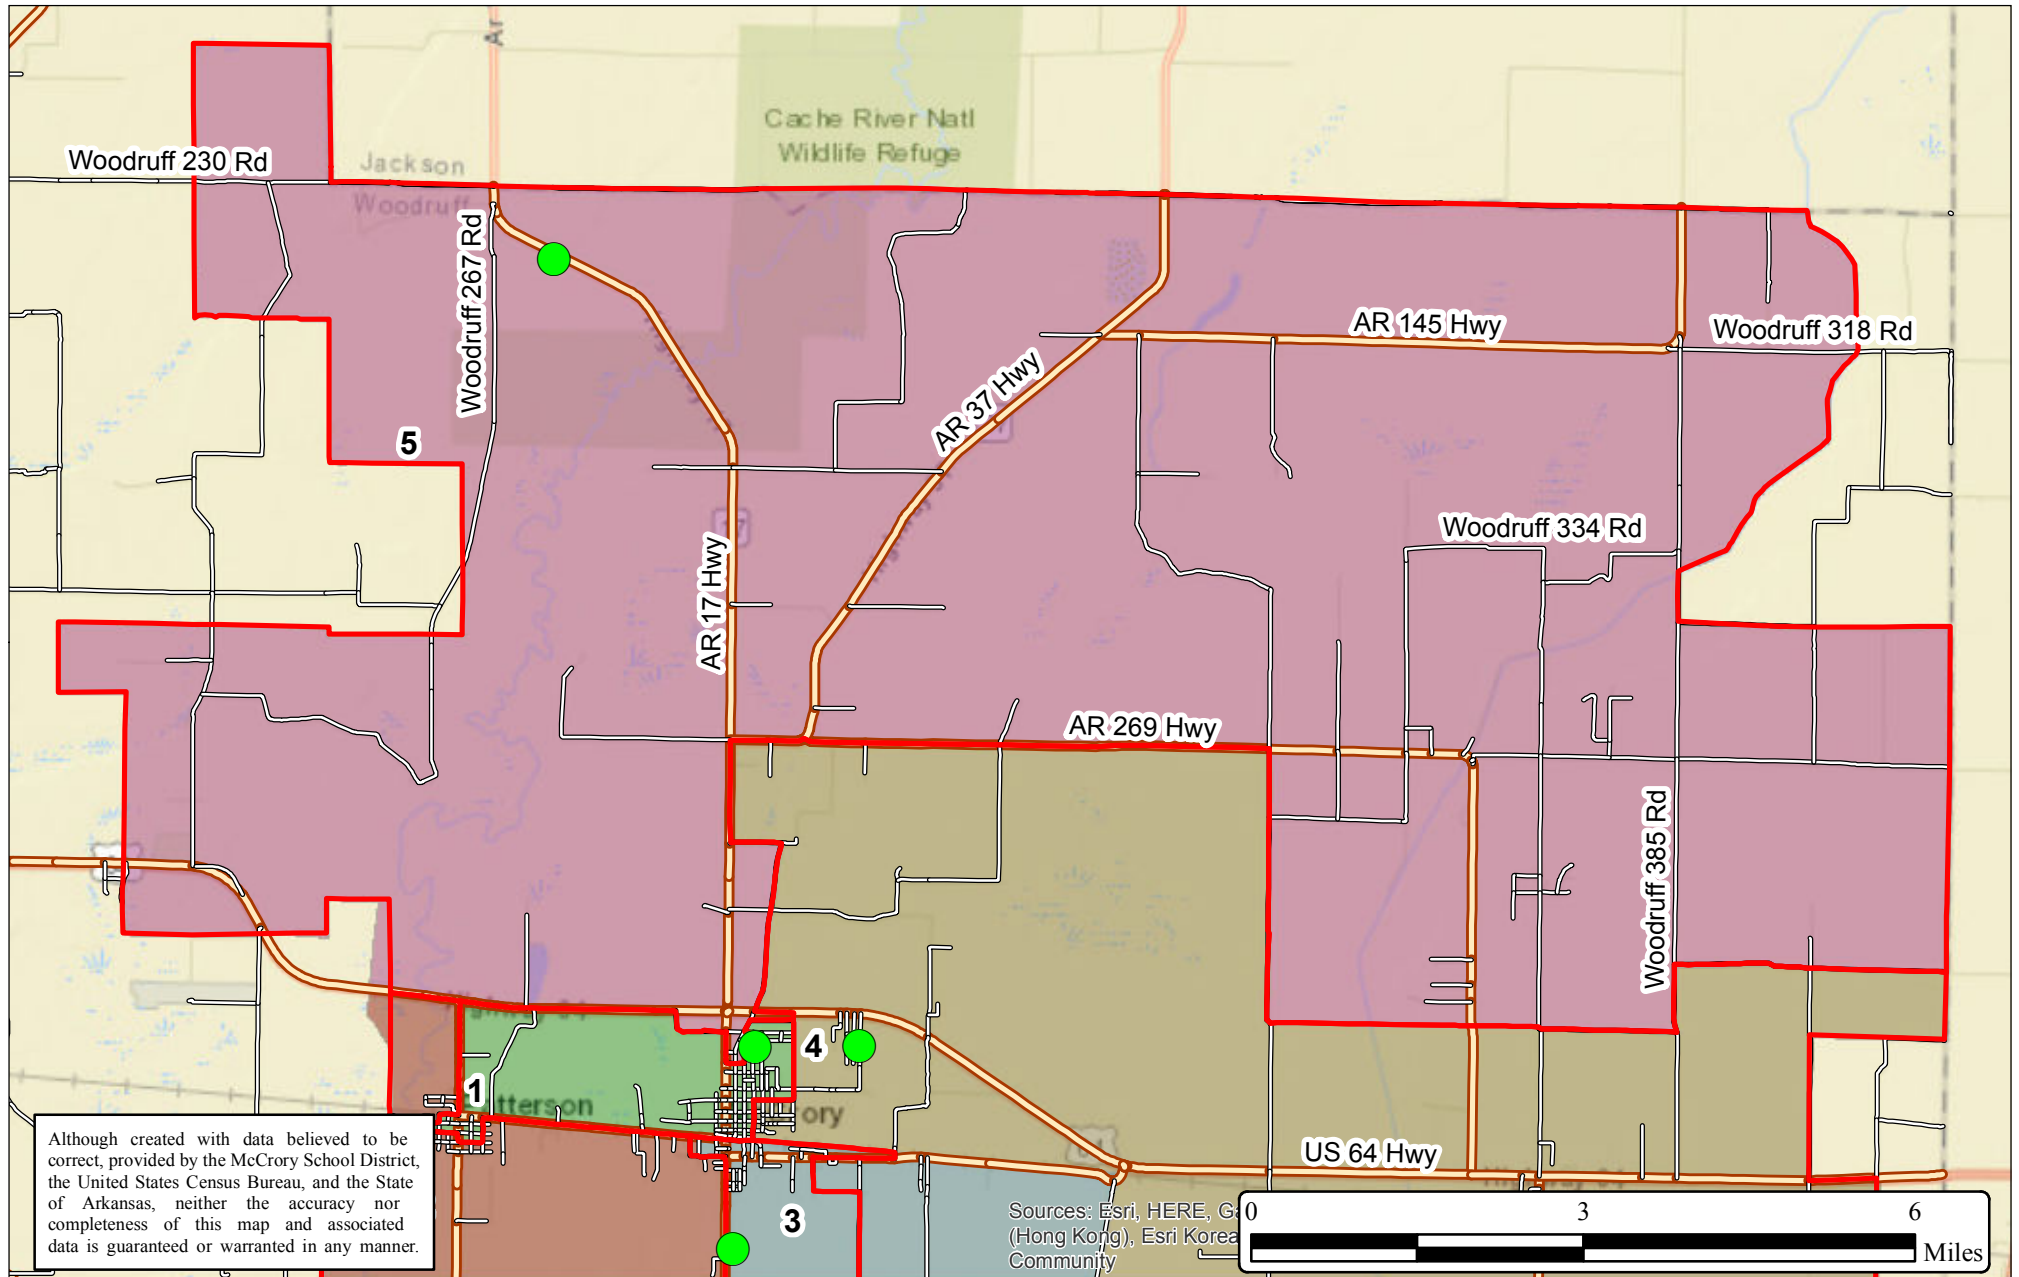 Ar
Cache River Natl
Wildlife Refuge
Woodruff 230 Rd
Jackson
Woodruff
Woodruff 267 Rd
AR 145 Hwy
Woodruff 318 Rd
AR 37 Hwy
5
Woodruff 334 Rd
17
AR 17 Hwy
AR 269 Hwy
Woodruff 385 Rd
4
1
atterson
rory
US 64 Hwy
3
Although created with data believed to be
correct, provided by the McCrory School District,
the United States Census Bureau, and the State
of Arkansas, neither the accuracy nor
completeness of this map and associated
data is guaranteed or warranted in any manner.
Sources: Esri, HERE, Ga
(Hong Kong), Esri Korea
Community
0 3 6
Miles